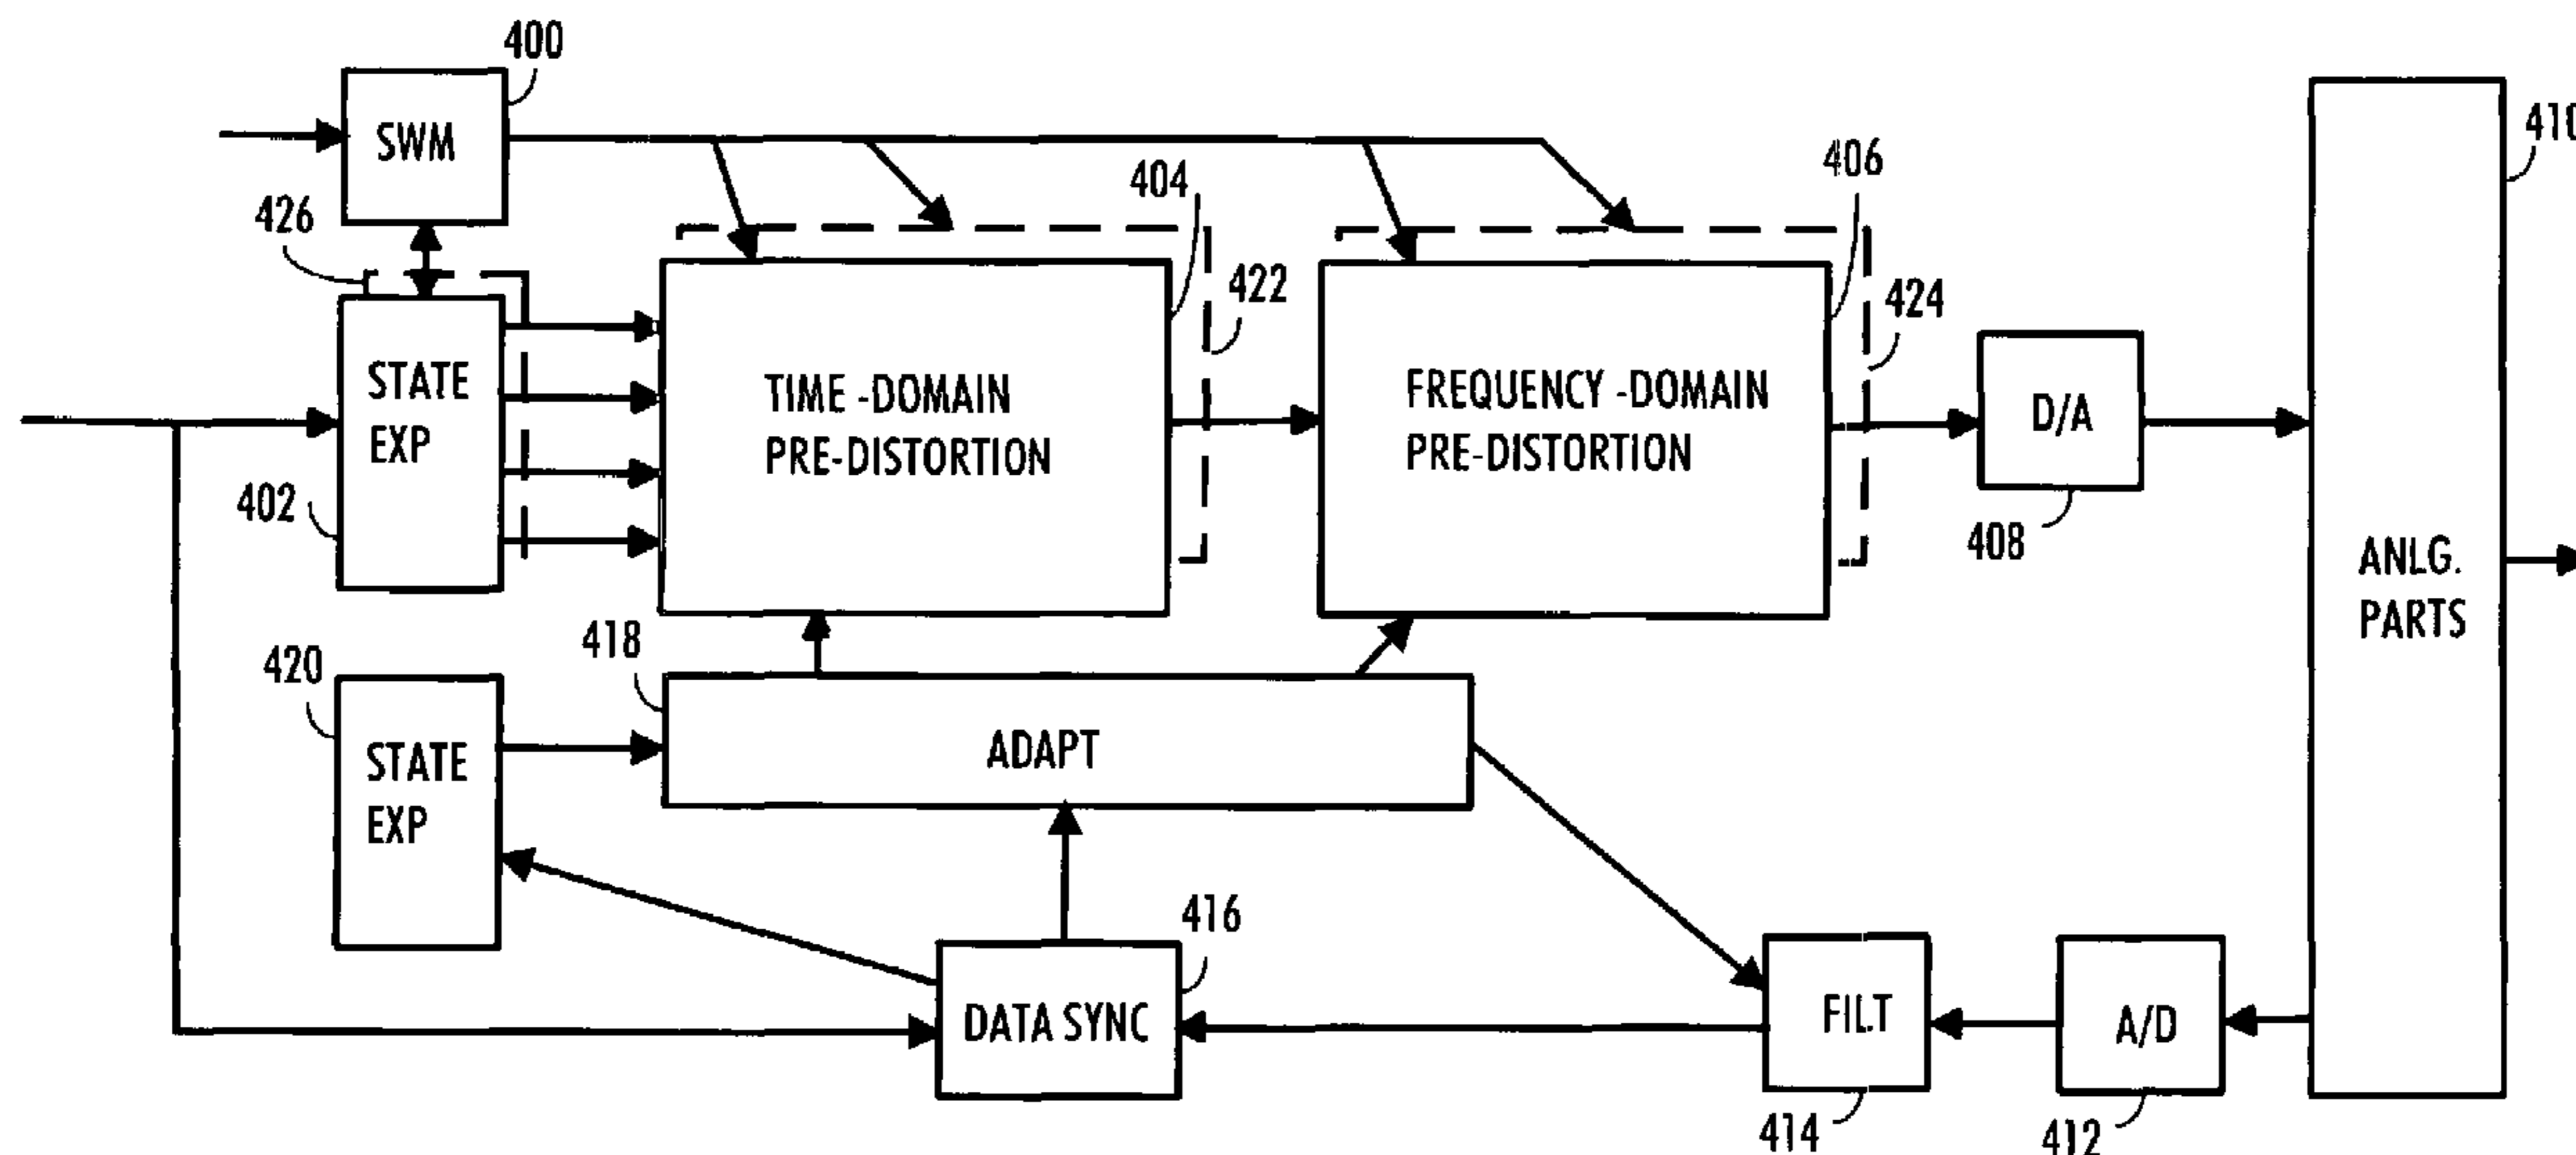 400
SWM
410
406
404
426
422
424
STATE
EXP
TIME -DOMAIN
PRE-DISTORTION
FREQUENCY -DOMAIN
PRE-DISTORTION
D/A
402
408
ANLG.
PARTS
418
420
STATE
EXP
ADAPT
416
DATA SYNC
FILT
A/D
414
412